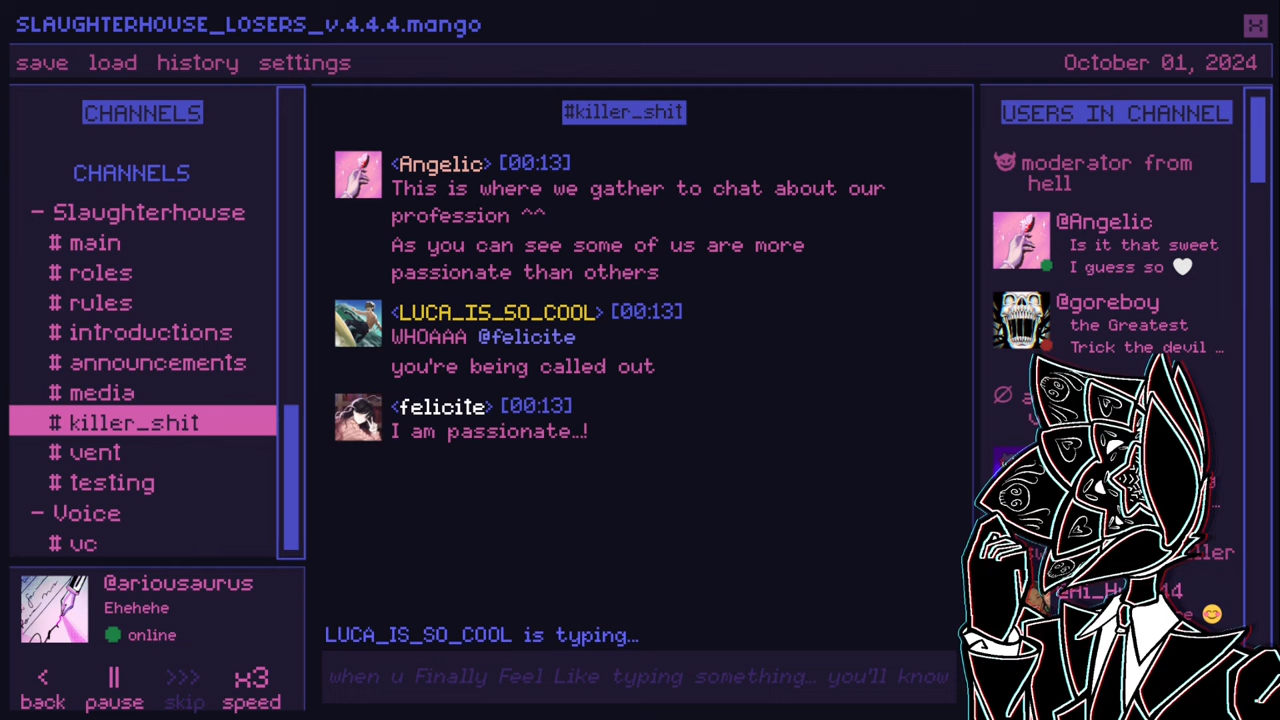 SLAUGHTERHOUSE_LOSERS_v.4.4.4.mango
save load history settings
October 01, 2024
CHANNELS
CHANNELS
- Slaughterhouse
# main
# roles
# rules
# introductions
# announcements
# media
# killer_shit
# vent
# testing
- Voice
# vc
@ariousaurus
Ehehehe
online
< back
|| pause
>>> skip
x3 speed
#killer_shit
<Angelic> [00:13]
This is where we gather to chat about our
profession ^^
As you can see some of us are more
passionate than others
<LUCA_IS_SO_COOL> [00:13]
WHOAAA @felicite
you're being called out
<felicite> [00:13]
I am passionate..!
LUCA_IS_SO_COOL is typing...
when u Finally Feel Like typing something... you'll know
USERS IN CHANNEL
moderator from
hell
@Angelic
Is it that sweet
I guess so 🤍
@goreboy
the Greatest
Trick the devil ...